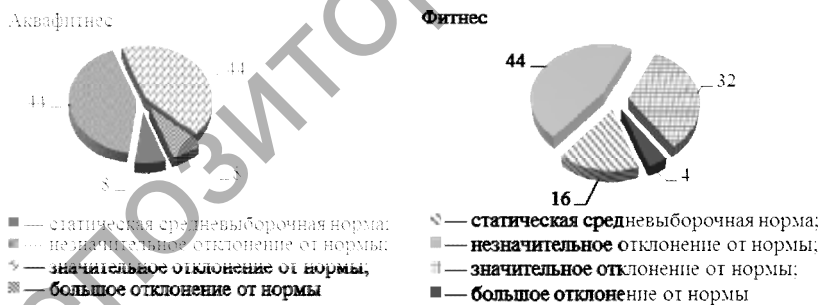 Аквафитнес
44
44
8
8
— статическая средневыборочная норма;
— незначительное отклонение от нормы;
— значительное отклонение от нормы;
— большое отклонение от нормы
Фитнес
44
32
16
4
— статическая средневыборочная норма;
— незначительное отклонение от нормы;
— значительное отклонение от нормы;
— большое отклонение от нормы